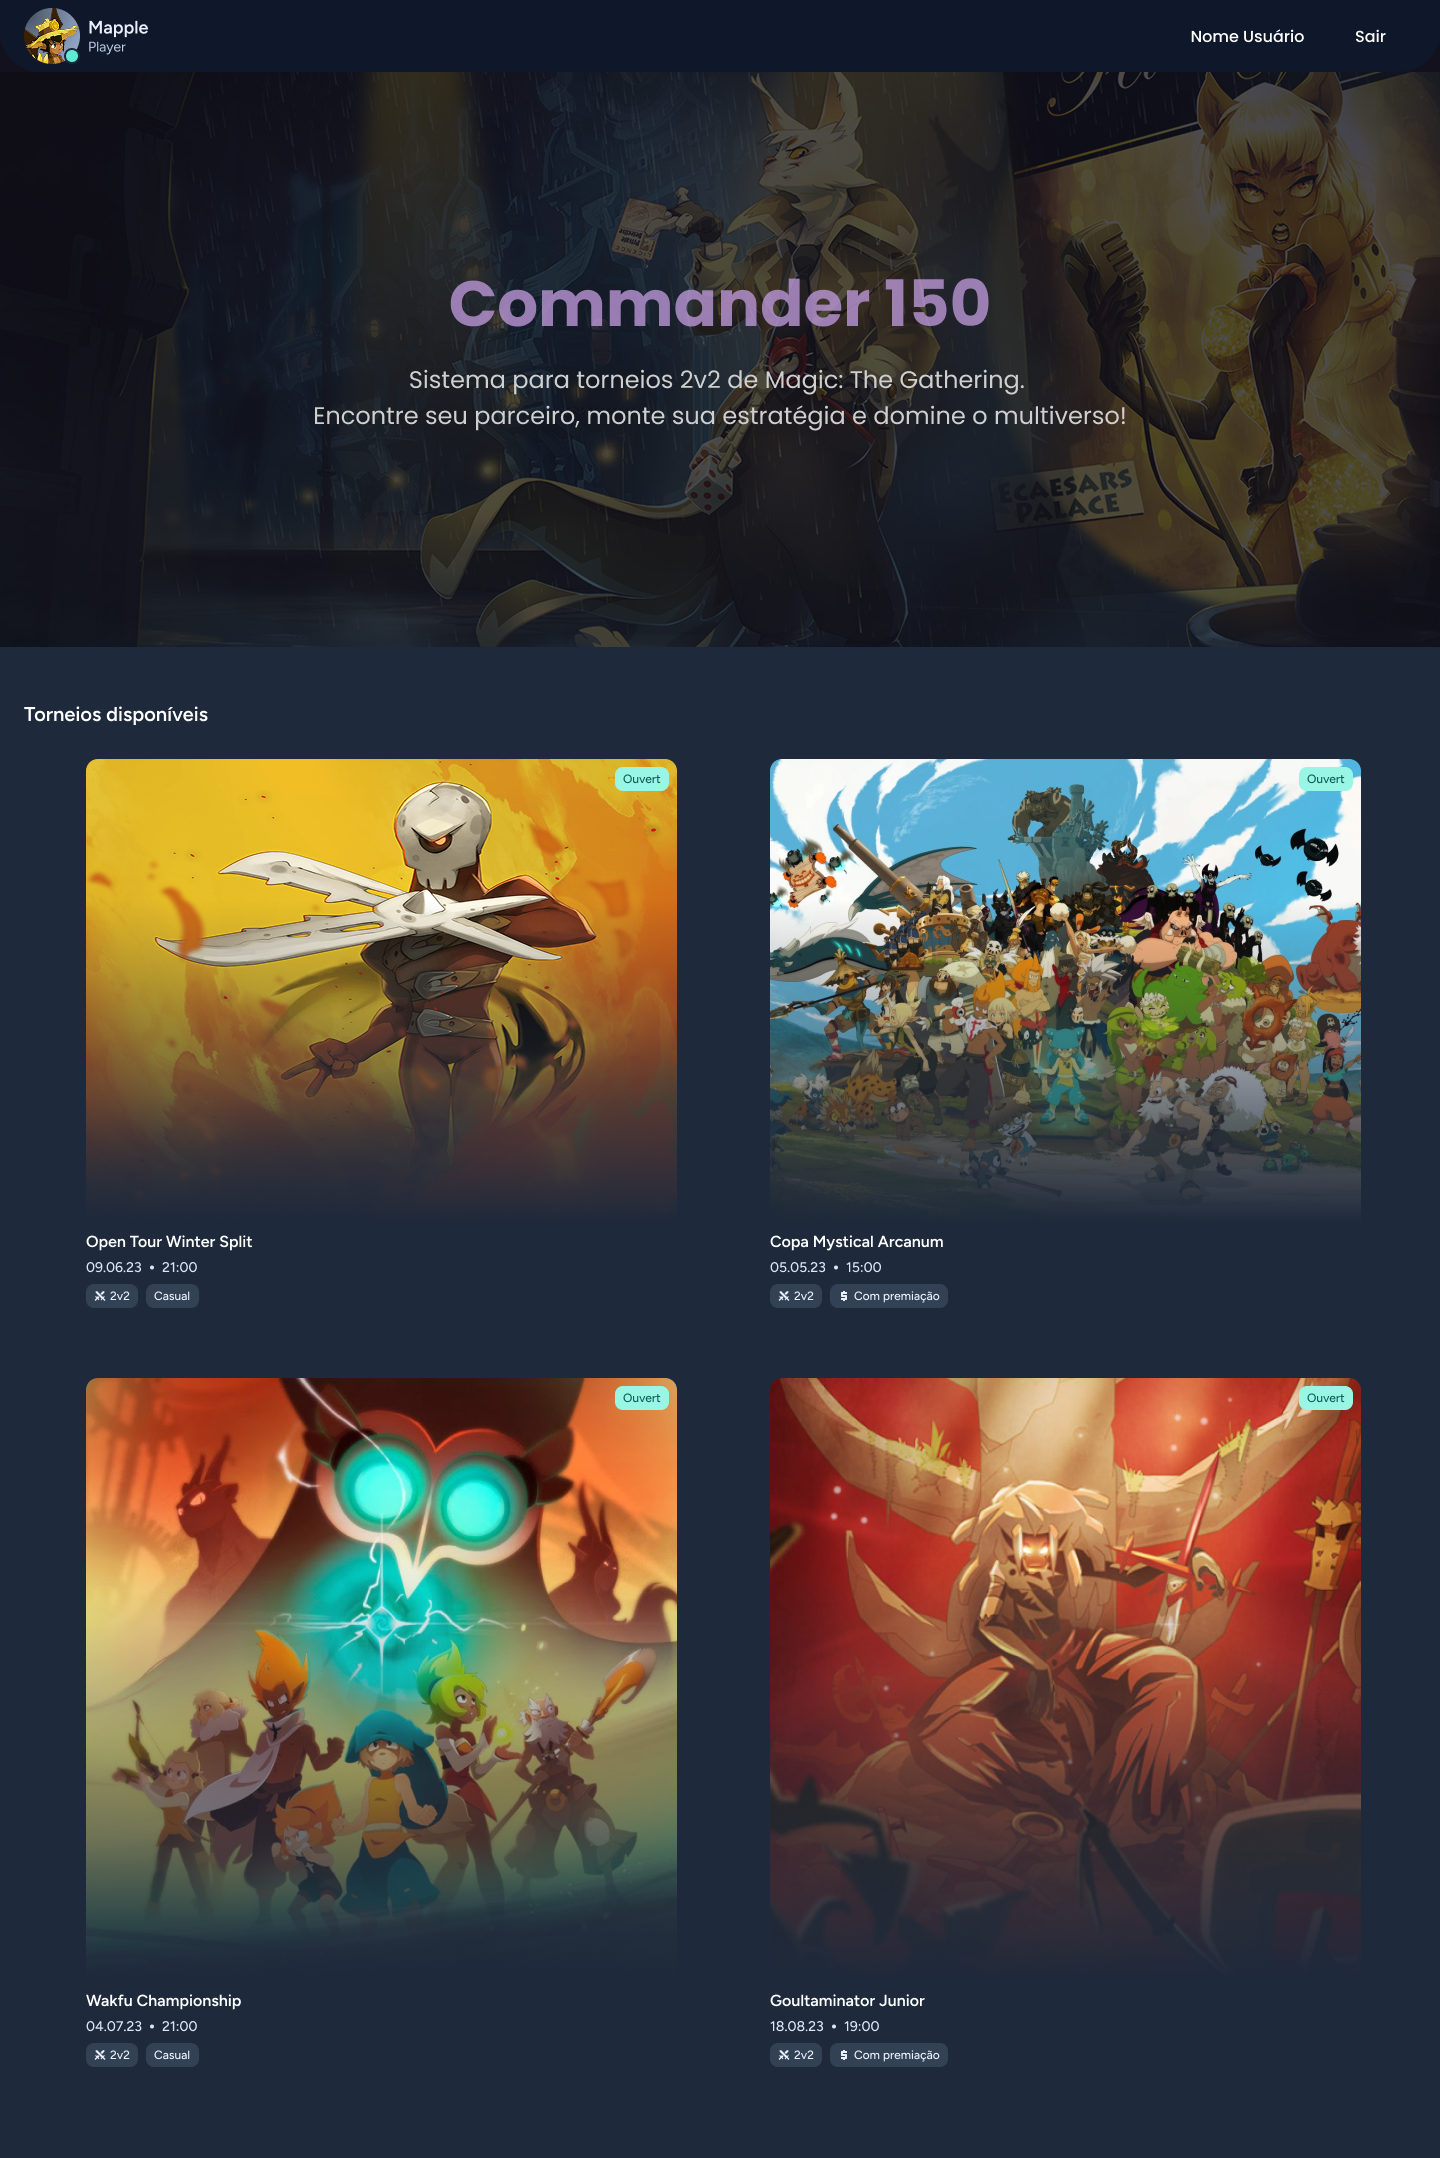 Mapple
Player
Nome Usuário
Sair
Commander 150
Sistema para torneios 2v2 de Magic: The Gathering.
Encontre seu parceiro, monte sua estratégia e domine o multiverso!
ECAESARS
PALACE
Torneios disponíveis
Ouvert
Open Tour Winter Split
09.06.23 • 21:00
2v2
Casual
Ouvert
Copa Mystical Arcanum
05.05.23 • 15:00
2v2
$ Com premiação
Ouvert
Wakfu Championship
04.07.23 • 21:00
2v2
Casual
Ouvert
Goultaminator Junior
18.08.23 • 19:00
2v2
$ Com premiação